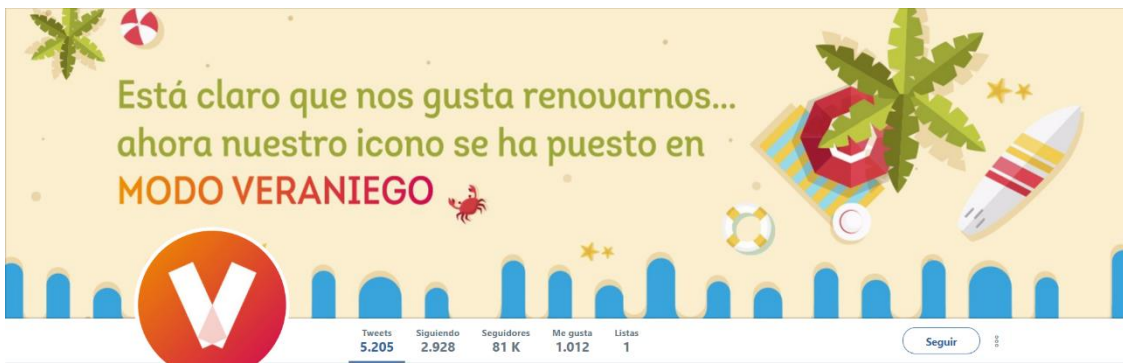 Está claro que nos gusta renovarnos...
ahora nuestro icono se ha puesto en
MODO VERANIEGO
V
Tweets Siguiendo Seguidores Me gusta Listas
5.205 2.928 81 K 1.012 1
Seguir